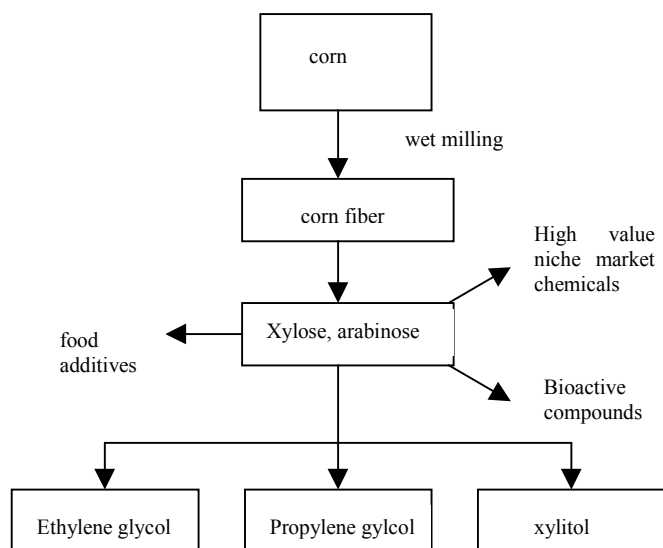 corn
wet milling
corn fiber
High value
niche market
chemicals
Xylose, arabinose
food
additives
Bioactive
compounds
Ethylene glycol
Propylene gylcol
xylitol